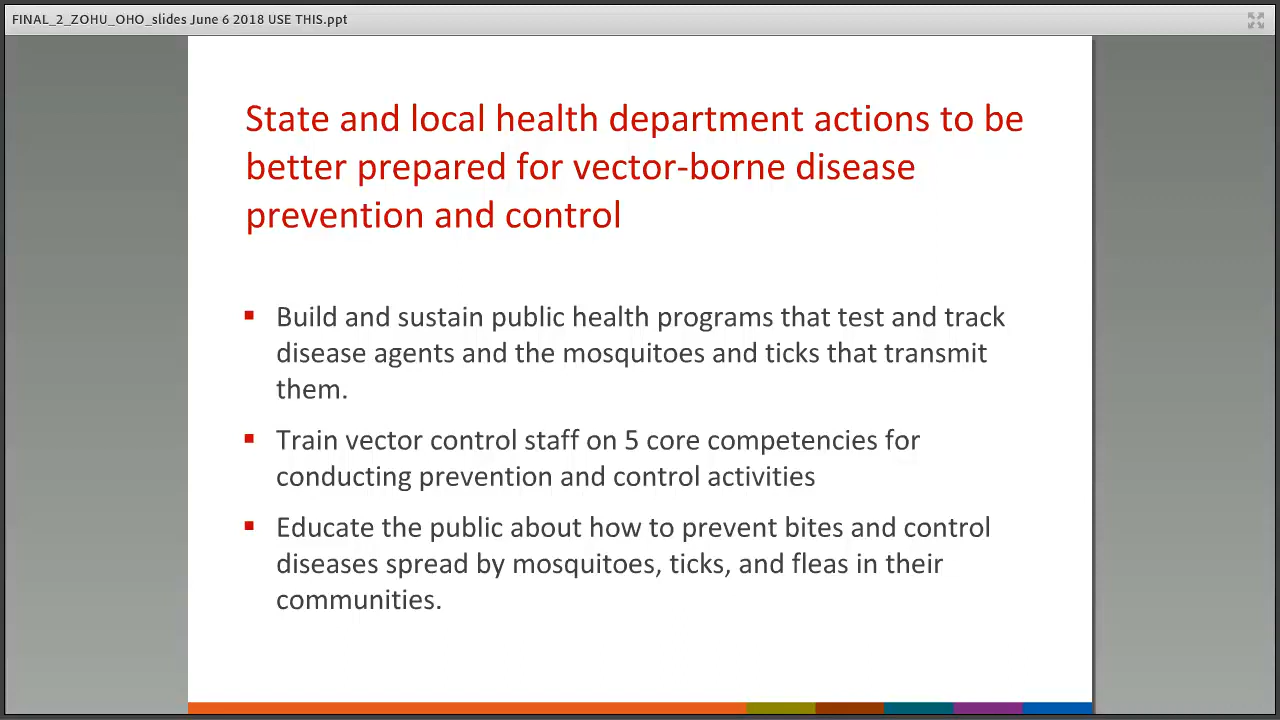 FINAL_2_ZOHU_OHO_slides June 6 2018 USE THIS.ppt
State and local health department actions to be
better prepared for vector-borne disease
prevention and control
Build and sustain public health programs that test and track
disease agents and the mosquitoes and ticks that transmit
them.
Train vector control staff on 5 core competencies for
conducting prevention and control activities
Educate the public about how to prevent bites and control
diseases spread by mosquitoes, ticks, and fleas in their
communities.